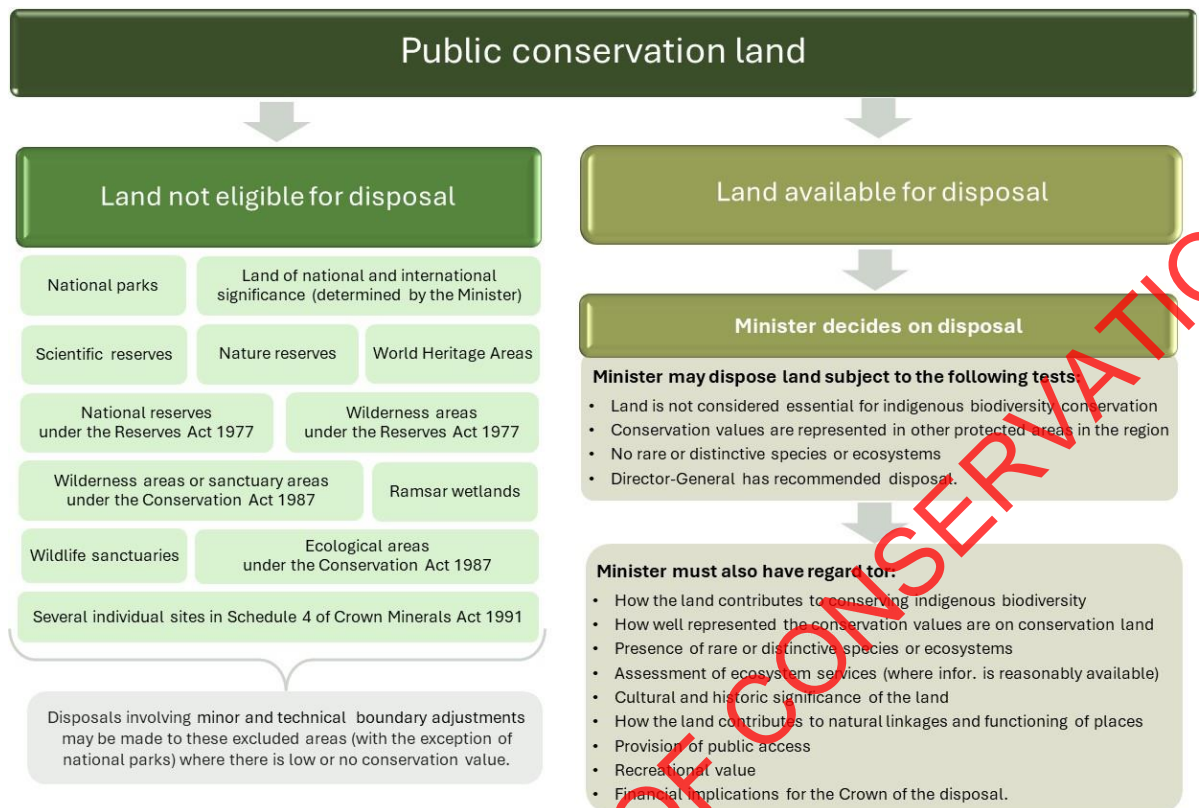 Public conservation land
Land not eligible for disposal
National parks
Land of national and international
significance (determined by the Minister)
Scientific reserves
Nature reserves
World Heritage Areas
National reserves
under the Reserves Act 1977
Wilderness areas
under the Reserves Act 1977
Wilderness areas or sanctuary areas
under the Conservation Act 1987
Ramsar wetlands
Wildlife sanctuaries
Ecological areas
under the Conservation Act 1987
Several individual sites in Schedule 4 of Crown Minerals Act 1991
Disposals involving minor and technical boundary adjustments
may be made to these excluded areas (with the exception of
national parks) where there is low or no conservation value.
Land available for disposal
Minister decides on disposal
Minister may dispose land subject to the following tests:
• Land is not considered essential for indigenous biodiversity conservation
• Conservation values are represented in other protected areas in the region
• No rare or distinctive species or ecosystems
• Director-General has recommended disposal.
Minister must also have regard tor:
• How the land contributes to conserving indigenous biodiversity
• How well represented the conservation values are on conservation land
• Presence of rare or distinctive species or ecosystems
• Assessment of ecosystem services (where infor. is reasonably available)
• Cultural and historic significance of the land
• How the land contributes to natural linkages and functioning of places
• Provision of public access
• Recreational value
• Financial implications for the Crown of the disposal.
OF CONSERVATIO